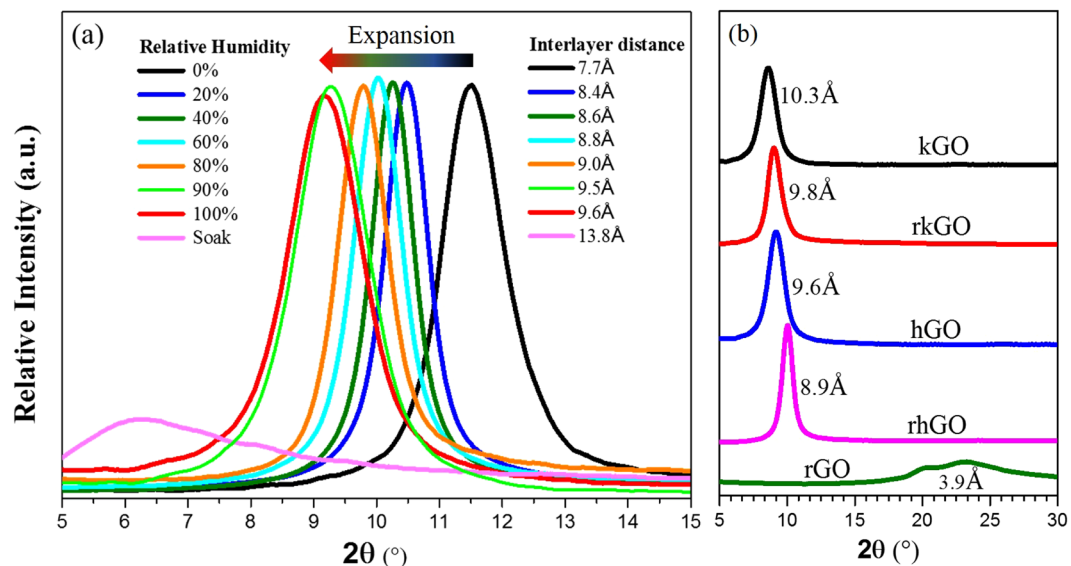 (a)
Expansion
Relative Humidity
0%
20%
40%
60%
80%
90%
100%
Soak
Interlayer distance
7.7Å
8.4Å
8.6Å
8.8Å
9.0Å
9.5Å
9.6Å
13.8Å
Relative Intensity (a.u.)
5 6 7 8 9 10 11 12 13 14 15
2θ (°)
(b)
10.3Å
kGO
9.8Å
rkGO
9.6Å
hGO
8.9Å
rhGO
rGO
3.9Å
5 10 15 20 25 30
2θ (°)